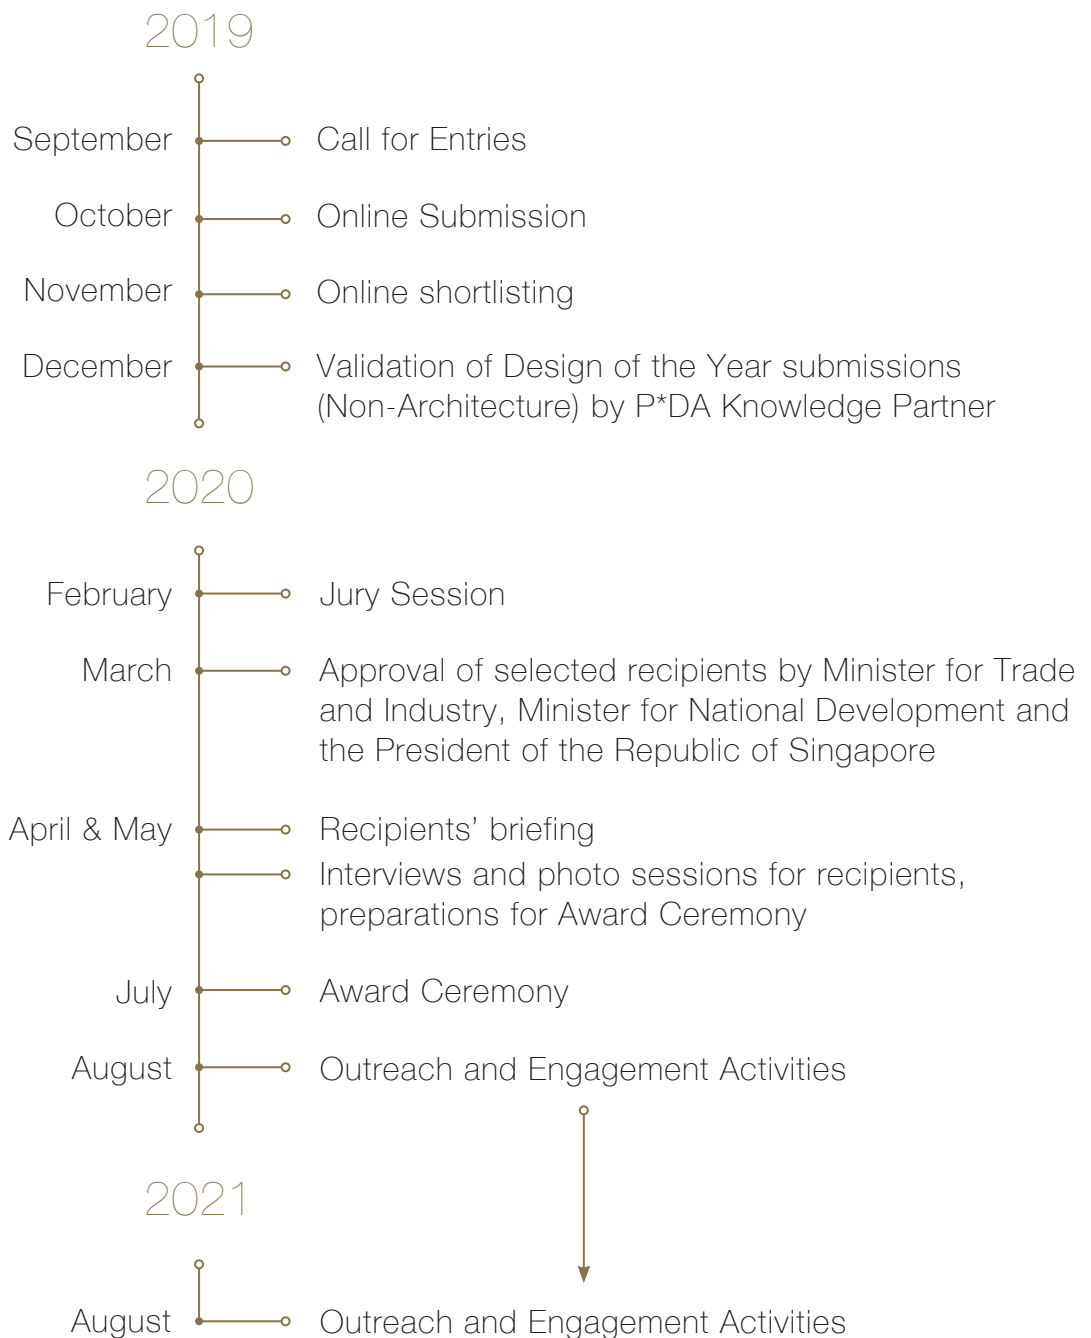 2019
September Call for Entries
October Online Submission
November Online shortlisting
December Validation of Design of the Year submissions
(Non-Architecture) by P*DA Knowledge Partner
2020
February Jury Session
March Approval of selected recipients by Minister for Trade
and Industry, Minister for National Development and
the President of the Republic of Singapore
April & May Recipients’ briefing
Interviews and photo sessions for recipients,
preparations for Award Ceremony
July Award Ceremony
August Outreach and Engagement Activities
2021
August Outreach and Engagement Activities